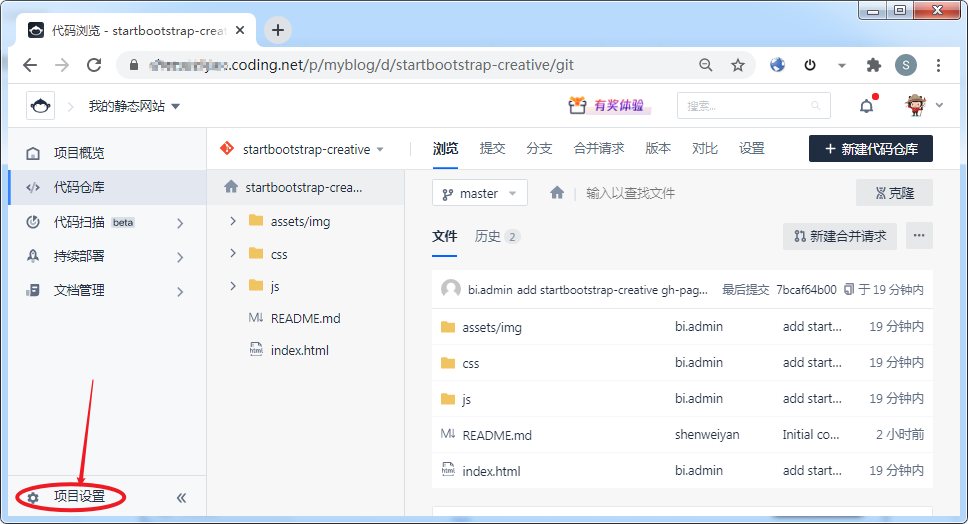 代码浏览 - startbootstrap-crea
.coding.net/p/myblog/d/startbootstrap-creative/git
S
我的静态网站
有奖体验
搜索...
项目概览
代码仓库
代码扫描 beta
持续部署
文档管理
项目设置
startbootstrap-creative
浏览 提交 分支 合并请求 版本 对比 设置
+ 新建代码仓库
startbootstrap-crea...
assets/img
css
js
README.md
index.html
master
输入以查找文件
克隆
文件 历史 2
新建合并请求
...
bi.admin add startbootstrap-creative gh-pag... 最后提交 7bcaf64b00 于 19 分钟内
assets/img bi.admin add start... 19 分钟内
css bi.admin add start... 19 分钟内
js bi.admin add start... 19 分钟内
README.md shenweiyan Initial co... 2 小时前
index.html bi.admin add start... 19 分钟内